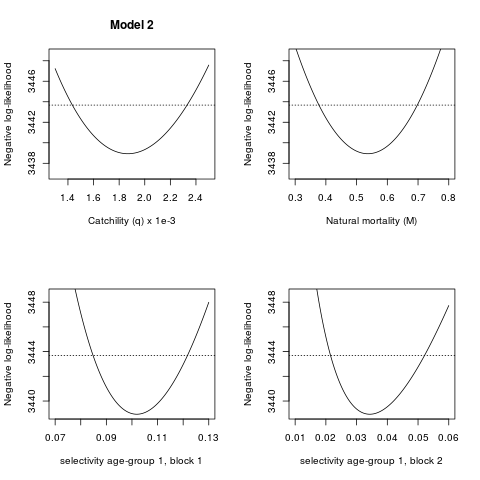 Model 2
Negative log-likelihood
3438 3442 3446
1.4 1.6 1.8 2.0 2.2 2.4
Catchility (q) x 1e-3
Negative log-likelihood
3438 3442 3446
0.3 0.4 0.5 0.6 0.7 0.8
Natural mortality (M)
Negative log-likelihood
3440 3444 3448
0.07 0.09 0.11 0.13
selectivity age-group 1, block 1
Negative log-likelihood
3440 3444 3448
0.01 0.02 0.03 0.04 0.05 0.06
selectivity age-group 1, block 2